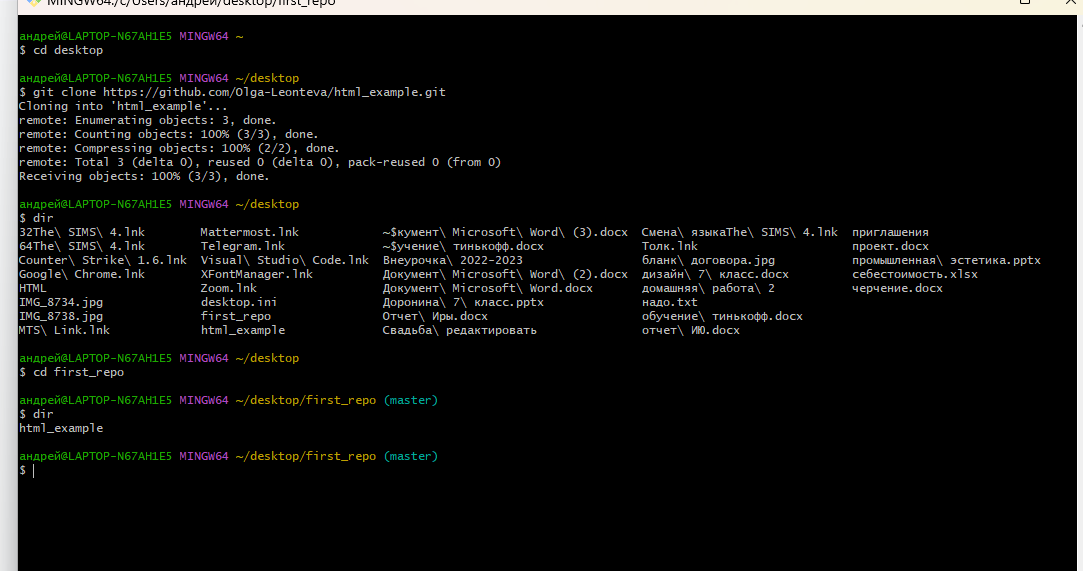 MINGW64:/c/Users/андрей/desktop/first_repo
андрей@LAPTOP-N67AH1E5 MINGW64 ~
$ cd desktop
андрей@LAPTOP-N67AH1E5 MINGW64 ~/desktop
$ git clone https://github.com/Olga-Leonteva/html_example.git
Cloning into 'html_example'...
remote: Enumerating objects: 3, done.
remote: Counting objects: 100% (3/3), done.
remote: Compressing objects: 100% (2/2), done.
remote: Total 3 (delta 0), reused 0 (delta 0), pack-reused 0 (from 0)
Receiving objects: 100% (3/3), done.
андрей@LAPTOP-N67AH1E5 MINGW64 ~/desktop
$ dir
32The\ SIMS\ 4.lnk Mattermost.lnk ~$кумент\ Microsoft\ Word\ (3).docx Смена\ языкаThe\ SIMS\ 4.lnk приглашения
64The\ SIMS\ 4.lnk Telegram.lnk ~$учение\ тинькофф.docx Толк.lnk проект.docx
Counter\ Strike\ 1.6.lnk Visual\ Studio\ Code.lnk Внеурочка\ 2022-2023 бланк\ договора.jpg промышленная\ эстетика.pptx
Google\ Chrome.lnk XFontManager.lnk Документ\ Microsoft\ Word\ (2).docx дизайн\ 7\ класс.docx себестоимость.xlsx
HTML Zoom.lnk Документ\ Microsoft\ Word.docx домашняя\ работа\ 2 черчение.docx
IMG_8734.jpg desktop.ini Доронина\ 7\ класс.pptx надо.txt
IMG_8738.jpg first_repo Отчет\ Иры.docx обучение\ тинькофф.docx
MTS\ Link.lnk html_example Свадьба\ редактировать отчет\ ИЮ.docx
андрей@LAPTOP-N67AH1E5 MINGW64 ~/desktop
$ cd first_repo
андрей@LAPTOP-N67AH1E5 MINGW64 ~/desktop/first_repo (master)
$ dir
html_example
андрей@LAPTOP-N67AH1E5 MINGW64 ~/desktop/first_repo (master)
$